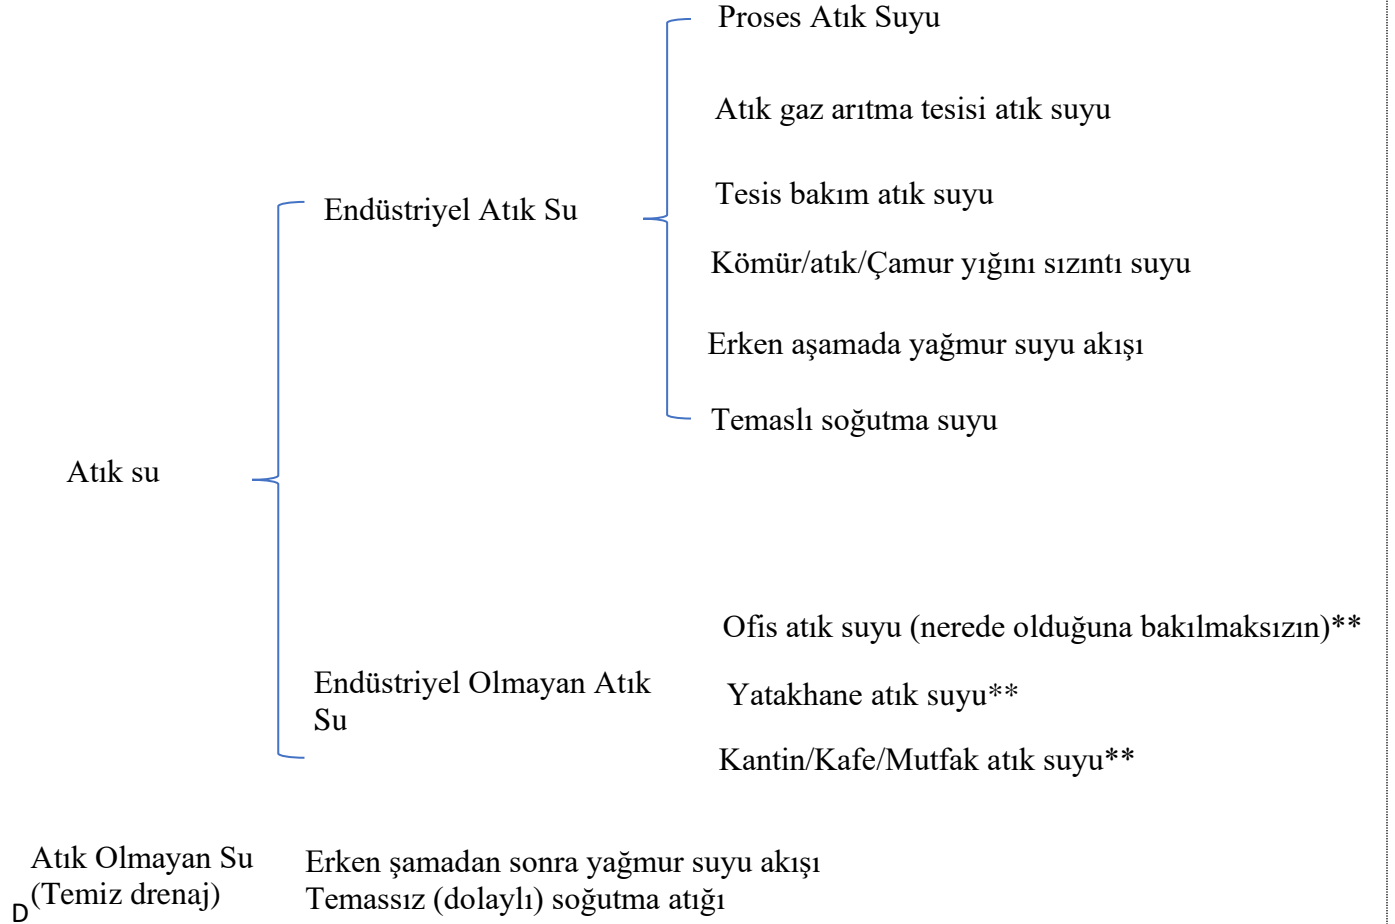 Proses Atık Suyu
Atık gaz arıtma tesisi atık suyu
Tesis bakım atık suyu
Endüstriyel Atık Su
Kömür/atık/Çamur yığını sızıntı suyu
Erken aşamada yağmur suyu akışı
Temaslı soğutma suyu
Atık su
Ofis atık suyu (nerede olduğuna bakılmaksızın)**
Endüstriyel Olmayan Atık
Su
Yatakhane atık suyu**
Kantin/Kafe/Mutfak atık suyu**
Atık Olmayan Su
(Temiz drenaj)
Erken şamadan sonra yağmur suyu akışı
Temassız (dolaylı) soğutma atığı
D